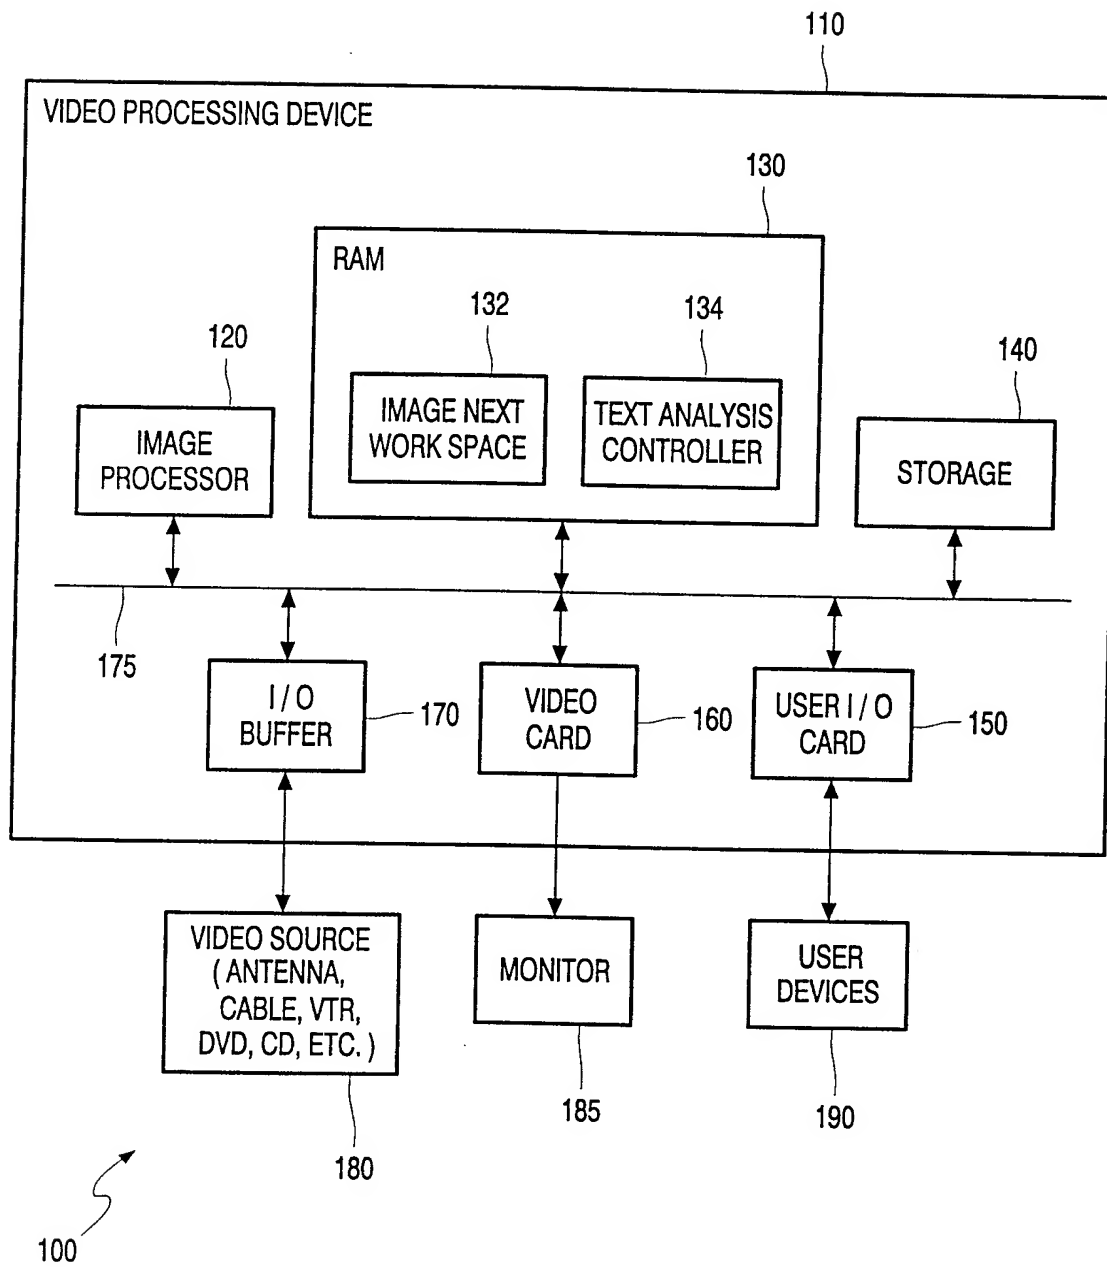 110
VIDEO PROCESSING DEVICE
130
RAM
132
134
120
140
IMAGE NEXT
WORK SPACE
TEXT ANALYSIS
CONTROLLER
IMAGE
PROCESSOR
STORAGE
175
I / O
BUFFER
170
VIDEO
CARD
160
USER I / O
CARD
150
VIDEO SOURCE
( ANTENNA,
CABLE, VTR,
DVD, CD, ETC. )
MONITOR
USER
DEVICES
180
185
190
100